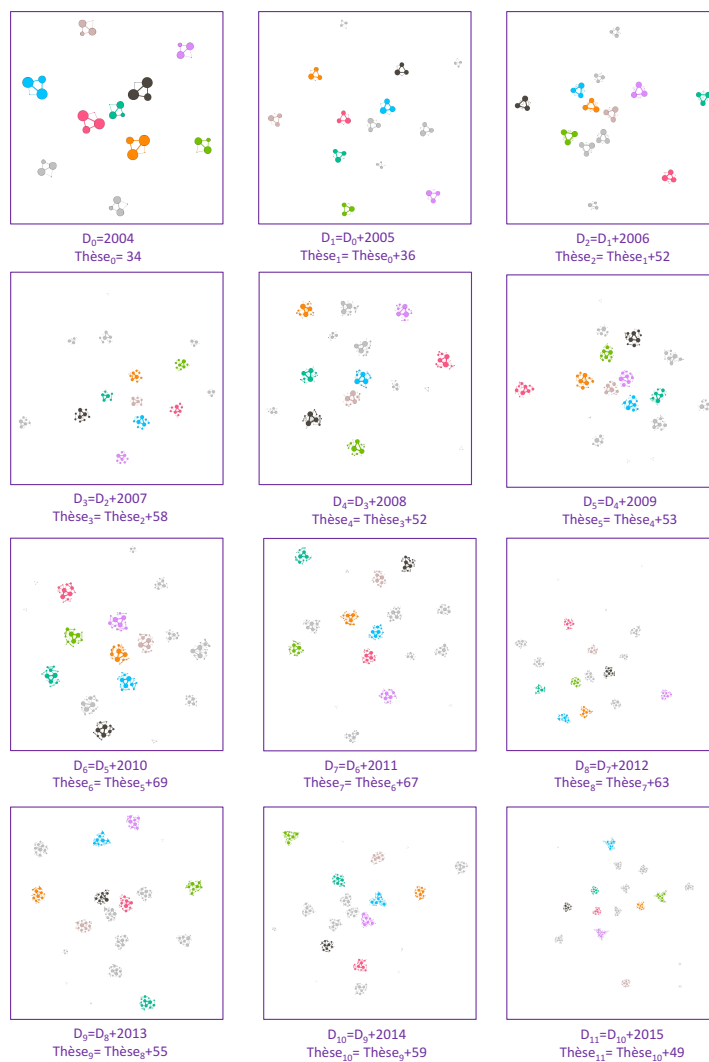 D₀=2004
Thèse₀= 34
D₁=D₀+2005
Thèse₁= Thèse₀+36
D₂=D₁+2006
Thèse₂= Thèse₁+52
D₃=D₂+2007
Thèse₃= Thèse₂+58
D₄=D₃+2008
Thèse₄= Thèse₃+52
D₅=D₄+2009
Thèse₅= Thèse₄+53
D₆=D₅+2010
Thèse₆= Thèse₅+69
D₇=D₆+2011
Thèse₇= Thèse₆+67
D₈=D₇+2012
Thèse₈= Thèse₇+63
D₉=D₈+2013
Thèse₉= Thèse₈+55
D₁₀=D₉+2014
Thèse₁₀= Thèse₉+59
D₁₁=D₁₀+2015
Thèse₁₁= Thèse₁₀+49